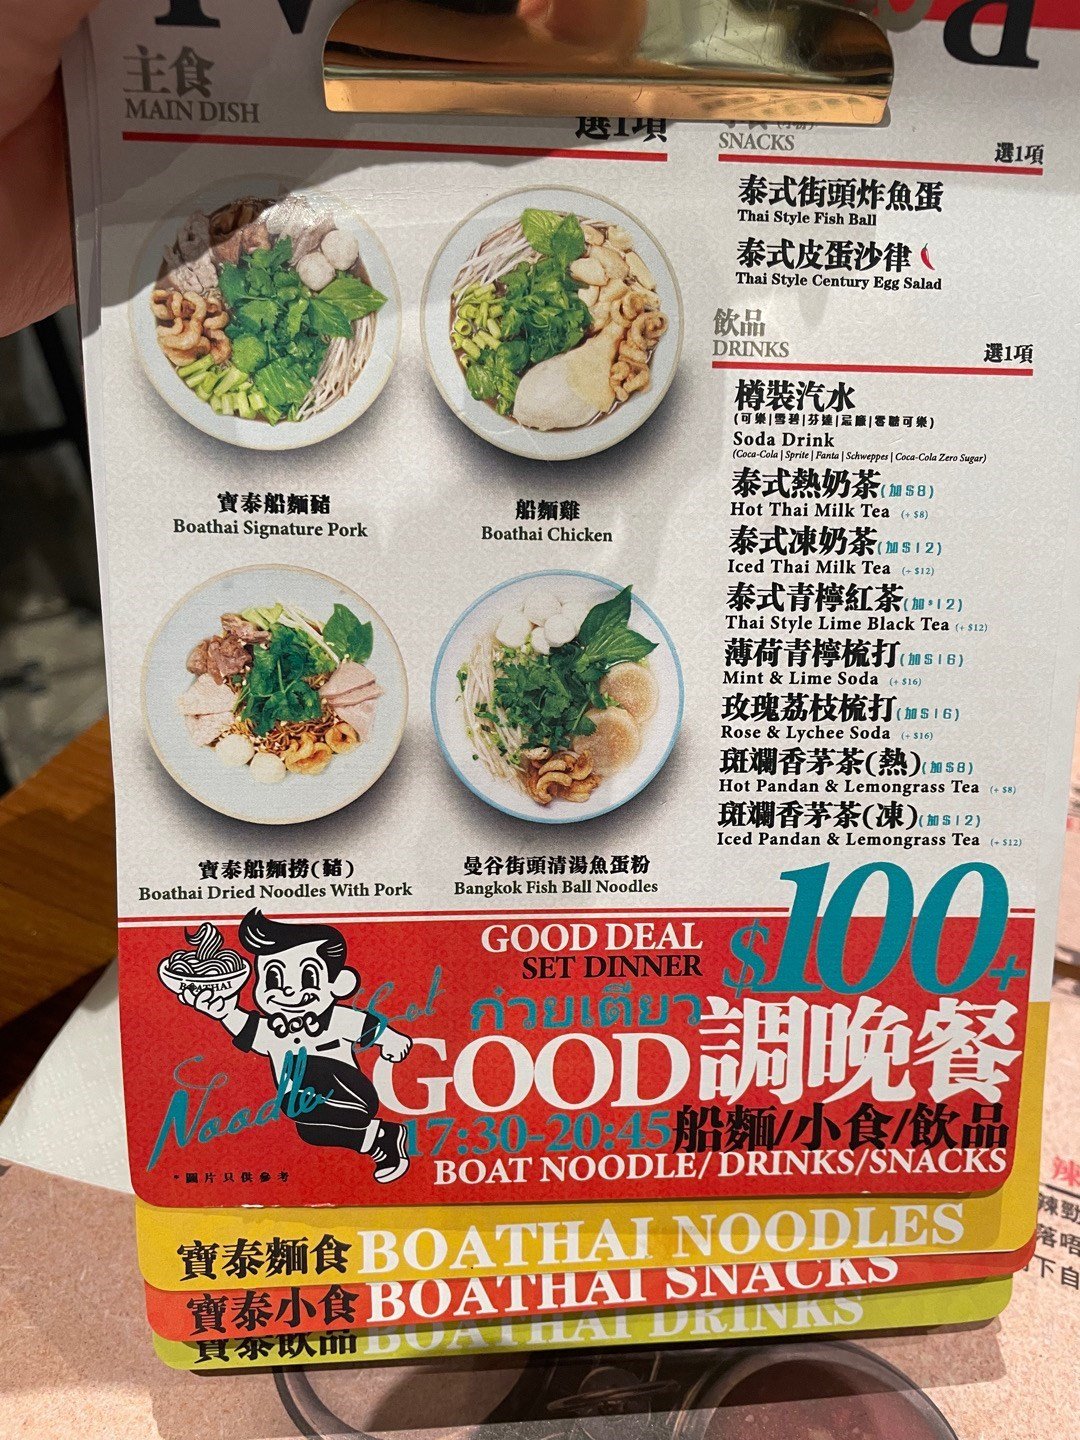 主食
MAIN DISH
選1項
寶泰船麵豬
Boathai Signature Pork
船麵雞
Boathai Chicken
寶泰船麵撈(豬)
Boathai Dried Noodles With Pork
曼谷街頭清湯魚蛋粉
Bangkok Fish Ball Noodles
SNACKS
選1項
泰式街頭炸魚蛋
Thai Style Fish Ball
泰式皮蛋沙律
Thai Style Century Egg Salad
飲品
DRINKS
選1項
樽裝汽水
(可樂|雪碧|芬達|忌廉|零糖可樂)
Soda Drink
(Coca-Cola | Sprite | Fanta | Schweppes | Coca-Cola Zero Sugar)
泰式熱奶茶(加$8)
Hot Thai Milk Tea (+ $8)
泰式凍奶茶(加$12)
Iced Thai Milk Tea (+ $12)
泰式青檸紅茶(加$12)
Thai Style Lime Black Tea (+ $12)
薄荷青檸梳打(加$16)
Mint & Lime Soda (+ $16)
玫瑰荔枝梳打(加$16)
Rose & Lychee Soda (+ $16)
斑斕香茅茶(熱)(加$8)
Hot Pandan & Lemongrass Tea (+ $8)
斑斕香茅茶(凍)(加$12)
Iced Pandan & Lemongrass Tea (+ $12)
GOOD DEAL
SET DINNER
$100+
BOATHAI
Noodle Set
ก๋วยเตี๋ยว
GOOD調晚餐
17:30-20:45
船麵/小食/飲品
BOAT NOODLE/DRINKS/SNACKS
*圖片只供參考
寶泰麵食 BOATHAI NOODLES
寶泰小食 BOATHAI SNACKS
寶泰飲品 BOATHAI DRINKS
辣
辣勁
落唔
下自